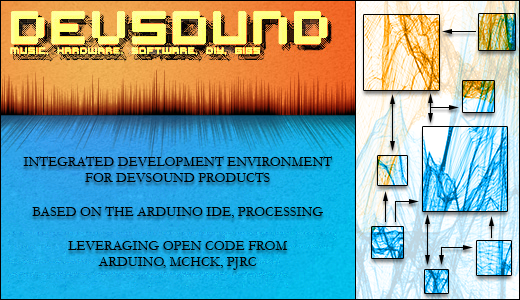 DEVSOUND
MUSIC, HARDWARE, SOFTWARE, DIY, GIGS
INTEGRATED DEVELOPMENT ENVIRONMENT
FOR DEVSOUND PRODUCTS
BASED ON THE ARDUINO IDE, PROCESSING
LEVERAGING OPEN CODE FROM
ARDUINO, MCHCK, PJRC